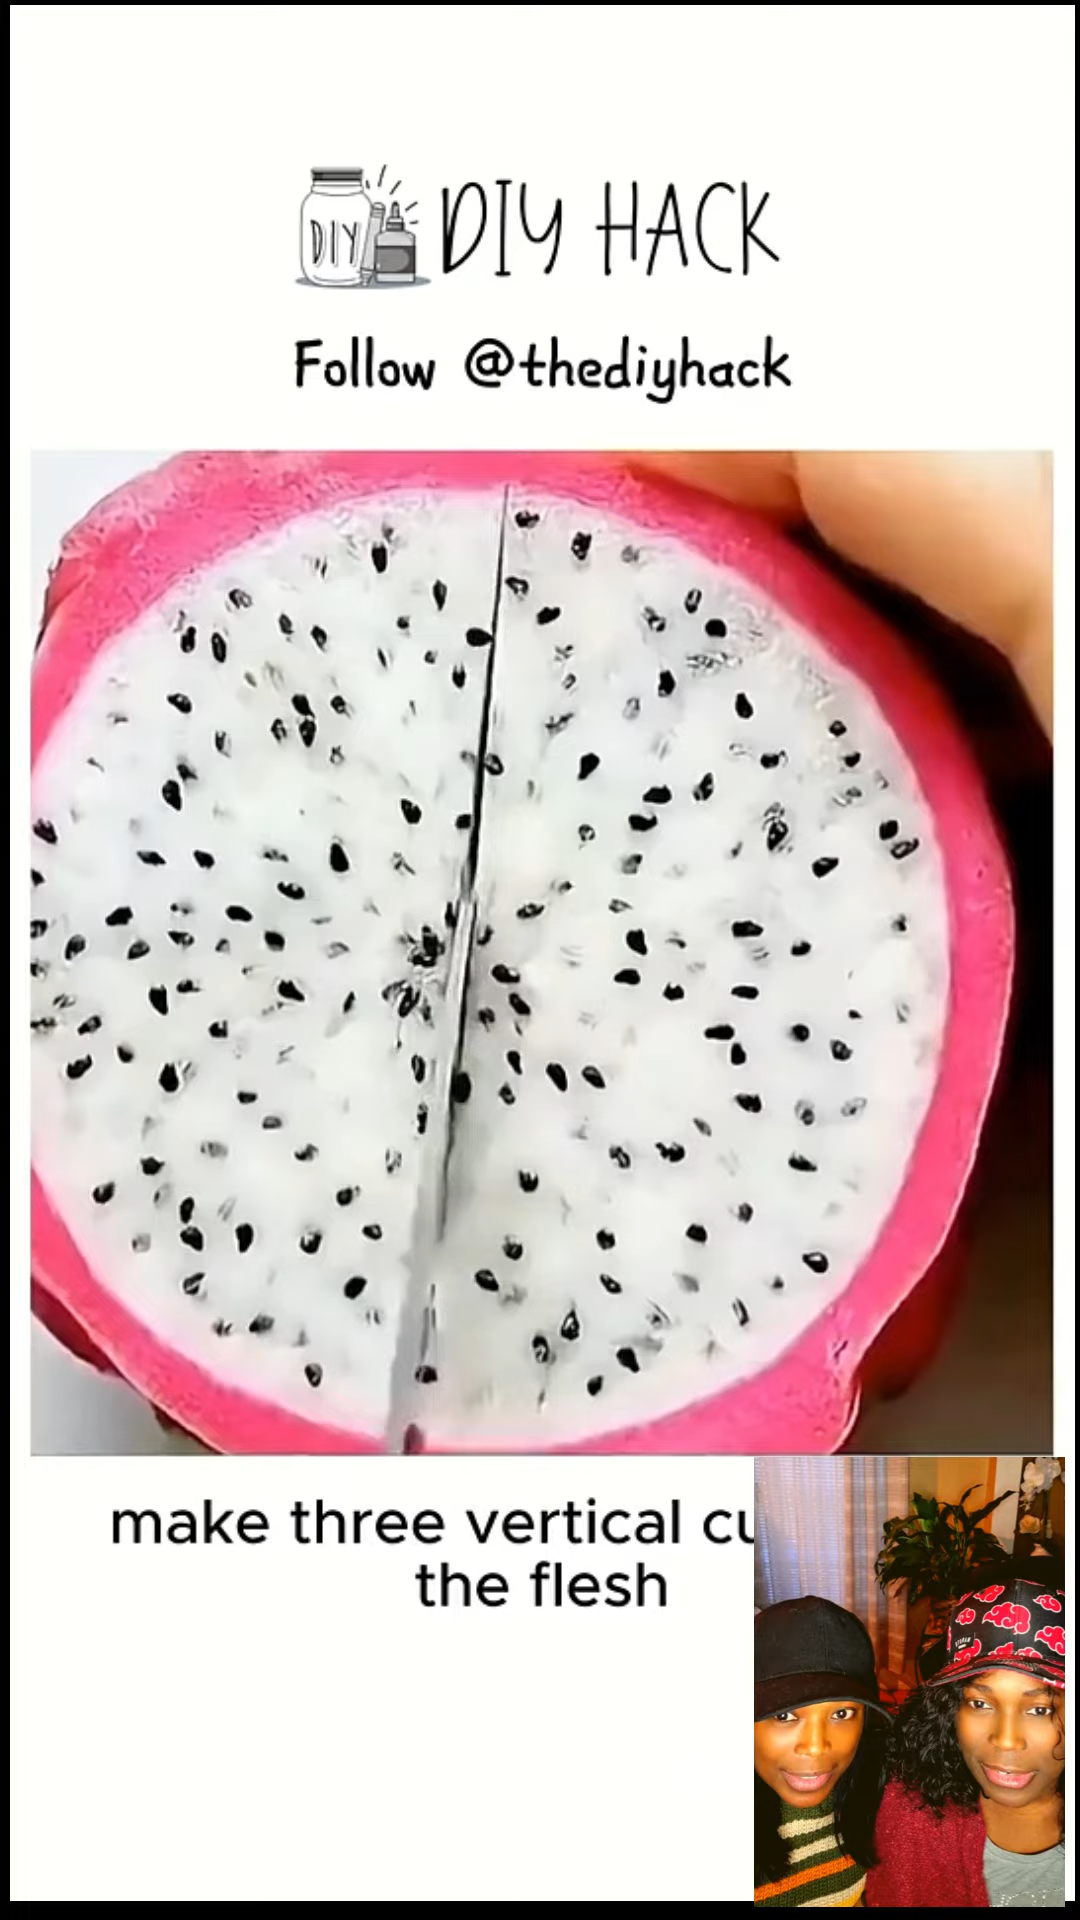 DIY
DIY HACK
Follow @thediyhack
make three vertical cu
the flesh